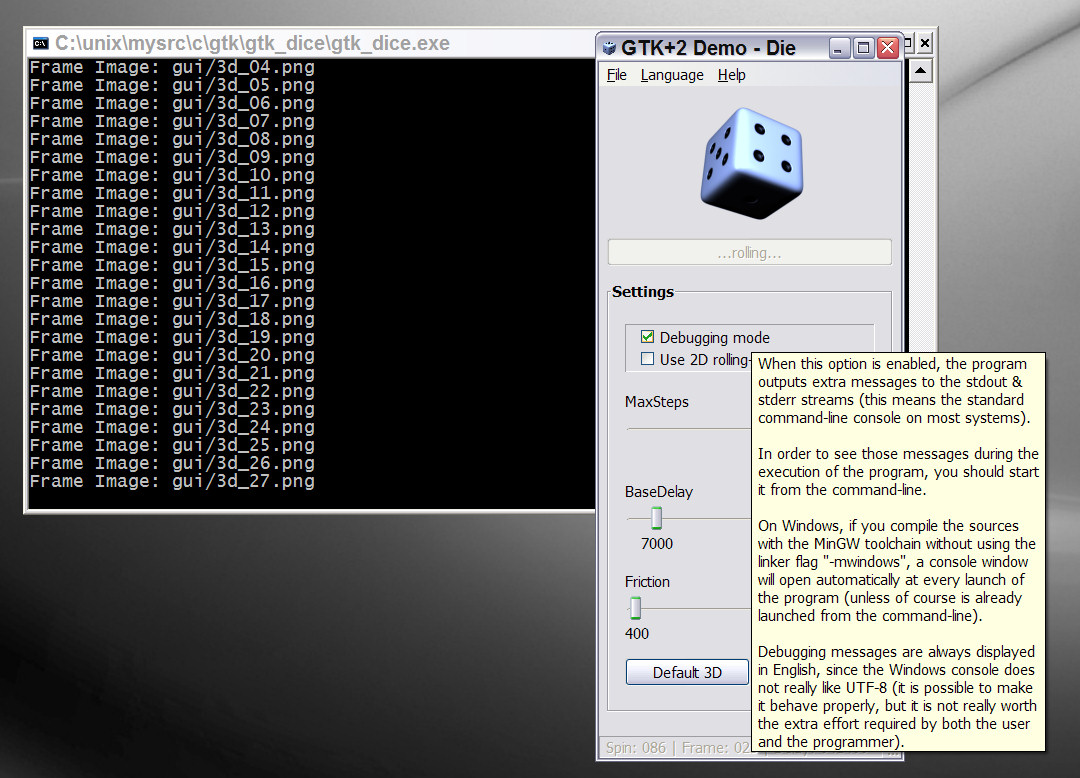 C:\unix\mysrc\c\gtk\gtk_dice\gtk_dice.exe
Frame Image: gui/3d_04.png
Frame Image: gui/3d_05.png
Frame Image: gui/3d_06.png
Frame Image: gui/3d_07.png
Frame Image: gui/3d_08.png
Frame Image: gui/3d_09.png
Frame Image: gui/3d_10.png
Frame Image: gui/3d_11.png
Frame Image: gui/3d_12.png
Frame Image: gui/3d_13.png
Frame Image: gui/3d_14.png
Frame Image: gui/3d_15.png
Frame Image: gui/3d_16.png
Frame Image: gui/3d_17.png
Frame Image: gui/3d_18.png
Frame Image: gui/3d_19.png
Frame Image: gui/3d_20.png
Frame Image: gui/3d_21.png
Frame Image: gui/3d_22.png
Frame Image: gui/3d_23.png
Frame Image: gui/3d_24.png
Frame Image: gui/3d_25.png
Frame Image: gui/3d_26.png
Frame Image: gui/3d_27.png
GTK+2 Demo - Die
File Language Help
...rolling...
Settings
Debugging mode
Use 2D rolling-
MaxSteps
BaseDelay
7000
Friction
400
Default 3D
Spin: 086 | Frame:
When this option is enabled, the program
outputs extra messages to the stdout &
stderr streams (this means the standard
command-line console on most systems).
In order to see those messages during the
execution of the program, you should start
it from the command-line.
On Windows, if you compile the sources
with the MinGW toolchain without using the
linker flag "-mwindows", a console window
will open automatically at every launch of
the program (unless of course is already
launched from the command-line).
Debugging messages are always displayed
in English, since the Windows console does
not really like UTF-8 (it is possible to make
it behave properly, but it is not really worth
the extra effort required by both the user
and the programmer).